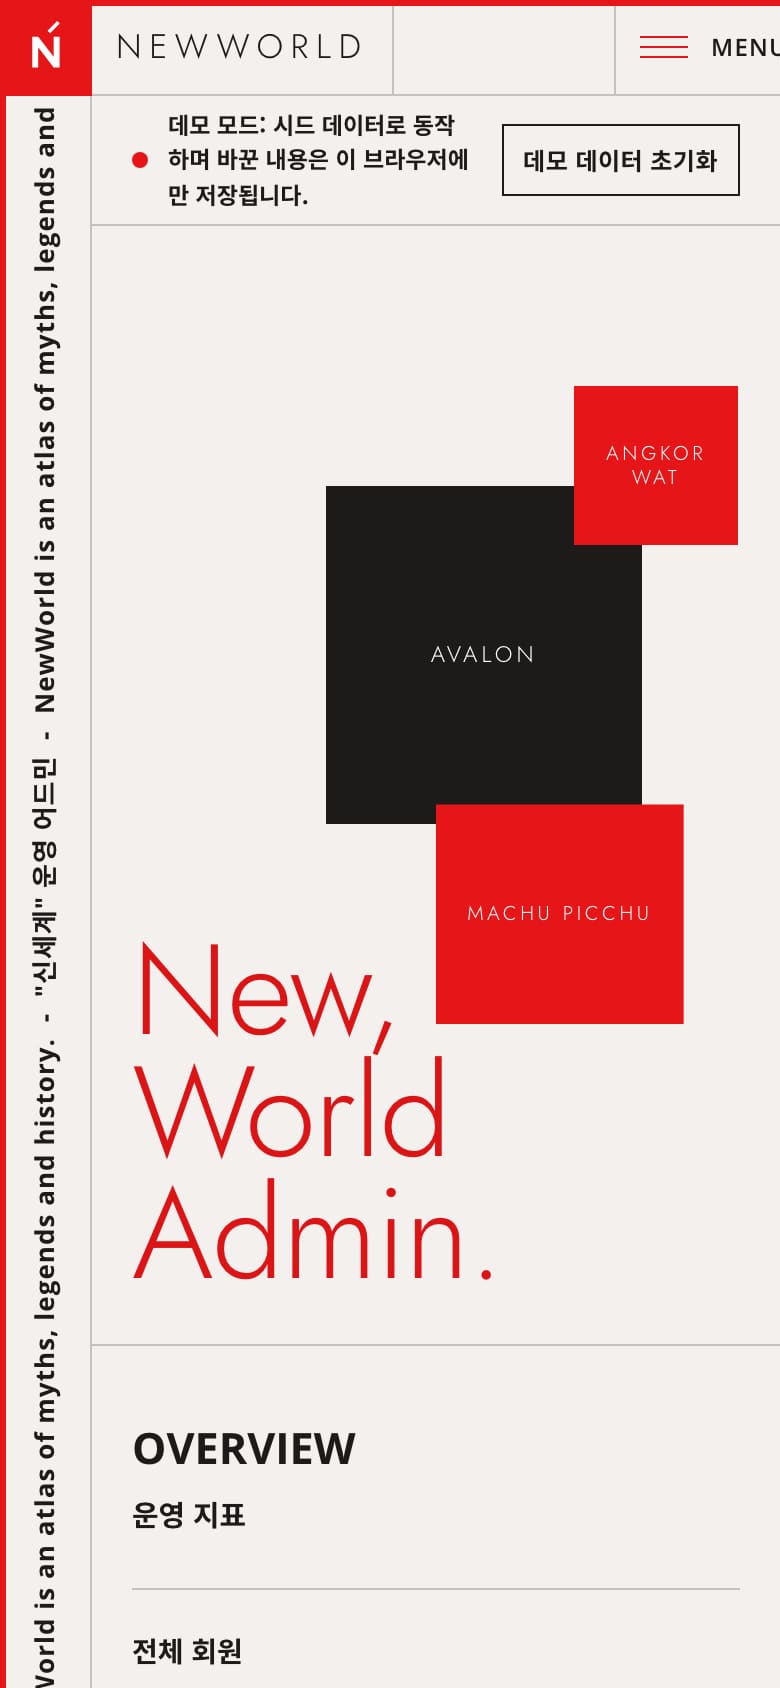 Ń
NEWWORLD
MENU
데모 모드: 시드 데이터로 동작
하며 바꾼 내용은 이 브라우저에
만 저장됩니다.
데모 데이터 초기화
World is an atlas of myths, legends and history. - "신세계" 운영 어드민 - NewWorld is an atlas of myths, legends and
ANGKOR
WAT
AVALON
MACHU PICCHU
New,
World
Admin.
OVERVIEW
운영 지표
전체 회원